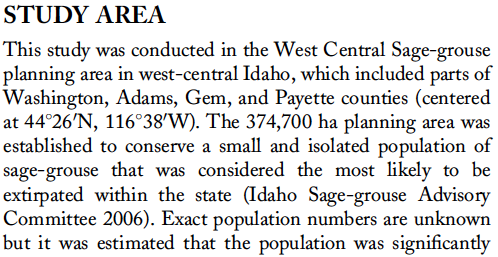 STUDY AREA
This study was conducted in the West Central Sage-grouse
planning area in west-central Idaho, which included parts of
Washington, Adams, Gem, and Payette counties (centered
at 44°26′N, 116°38′W). The 374,700 ha planning area was
established to conserve a small and isolated population of
sage-grouse that was considered the most likely to be
extirpated within the state (Idaho Sage-grouse Advisory
Committee 2006). Exact population numbers are unknown
but it was estimated that the population was significantly